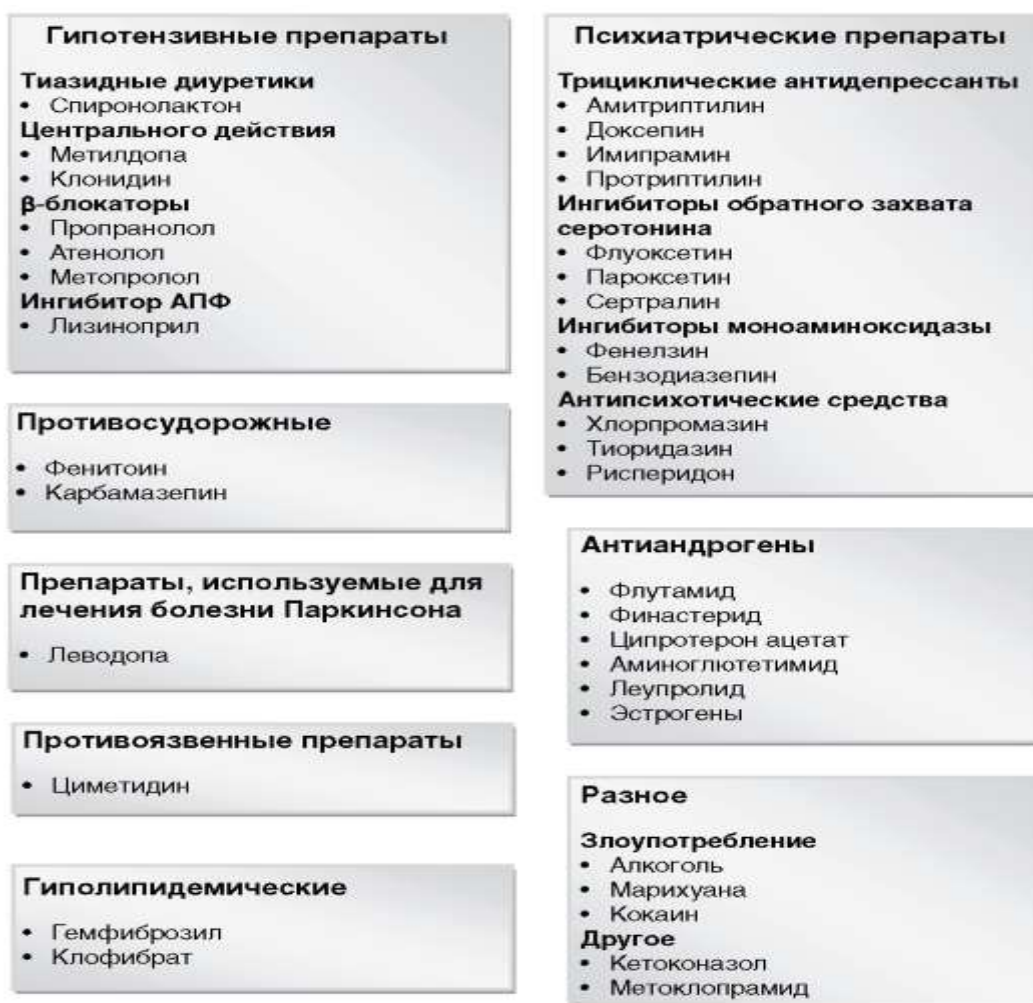 Гипотензивные препараты
Тиазидные диуретики
• Спиронолактон
Центрального действия
• Метилдопа
• Клонидин
β-блокаторы
• Пропранолол
• Атенолол
• Метопролол
Ингибитор АПФ
• Лизиноприл
Противосудорожные
• Фенитоин
• Карбамазепин
Препараты, используемые для
лечения болезни Паркинсона
• Леводопа
Противоязвенные препараты
• Циметидин
Гиполипидемические
• Гемфиброзил
• Клофибрат
Психиатрические препараты
Трициклические антидепрессанты
• Амитриптилин
• Доксепин
• Имипрамин
• Протриптилин
Ингибиторы обратного захвата
серотонина
• Флуоксетин
• Пароксетин
• Сертралин
Ингибиторы моноаминоксидазы
• Фенелзин
• Бензодиазепин
Антипсихотические средства
• Хлорпромазин
• Тиоридазин
• Рисперидон
Антиандрогены
• Флутамид
• Финастерид
• Ципротерон ацетат
• Аминоглютетимид
• Леупролид
• Эстрогены
Разное
Злоупотребление
• Алкоголь
• Марихуана
• Кокаин
Другое
• Кетоконазол
• Метоклопрамид